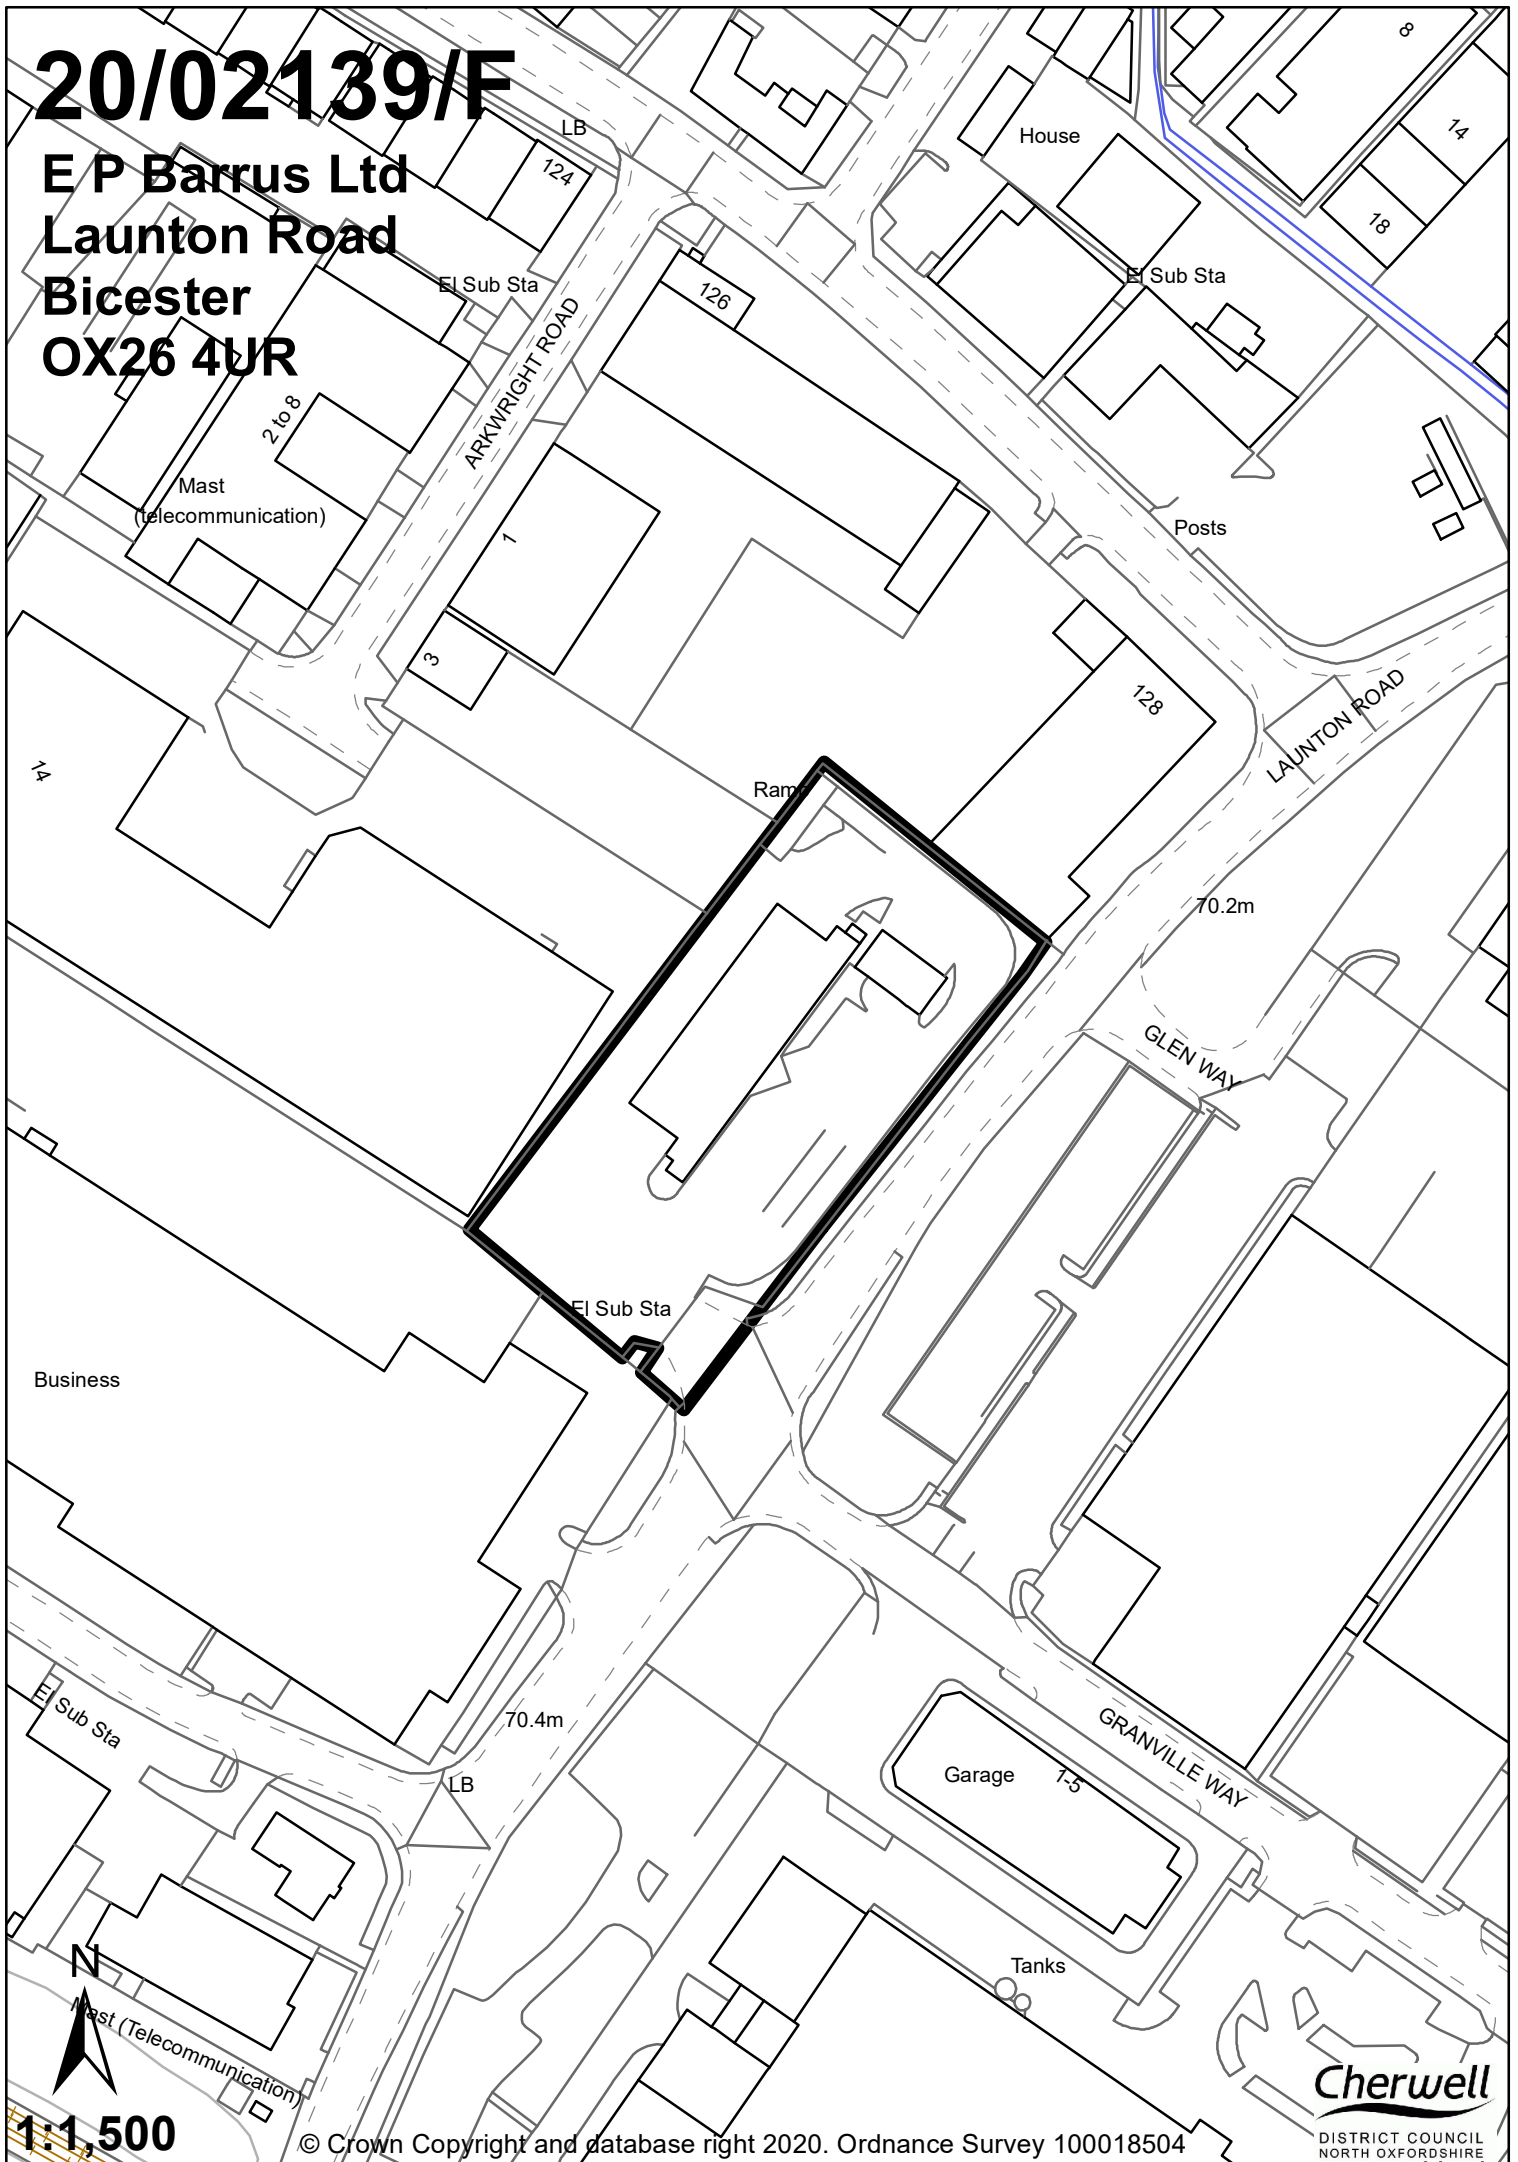 20/02139/F
E P Barrus Ltd
Launton Road
Bicester
OX26 4UR
8
LB
House
14
124
18
El Sub Sta
El Sub Sta
126
ARKWRIGHT ROAD
2 to 8
Mast
(telecommunication)
1
Posts
3
128
LAUNTON ROAD
14
Ramp
70.2m
GLEN WAY
El Sub Sta
Business
El Sub Sta
70.4m
GRANVILLE WAY
LB
Garage
1-5
Tanks
N
Mast (Telecommunication)
1:1,500
© Crown Copyright and database right 2020. Ordnance Survey 100018504
Cherwell
DISTRICT COUNCIL
NORTH OXFORDSHIRE